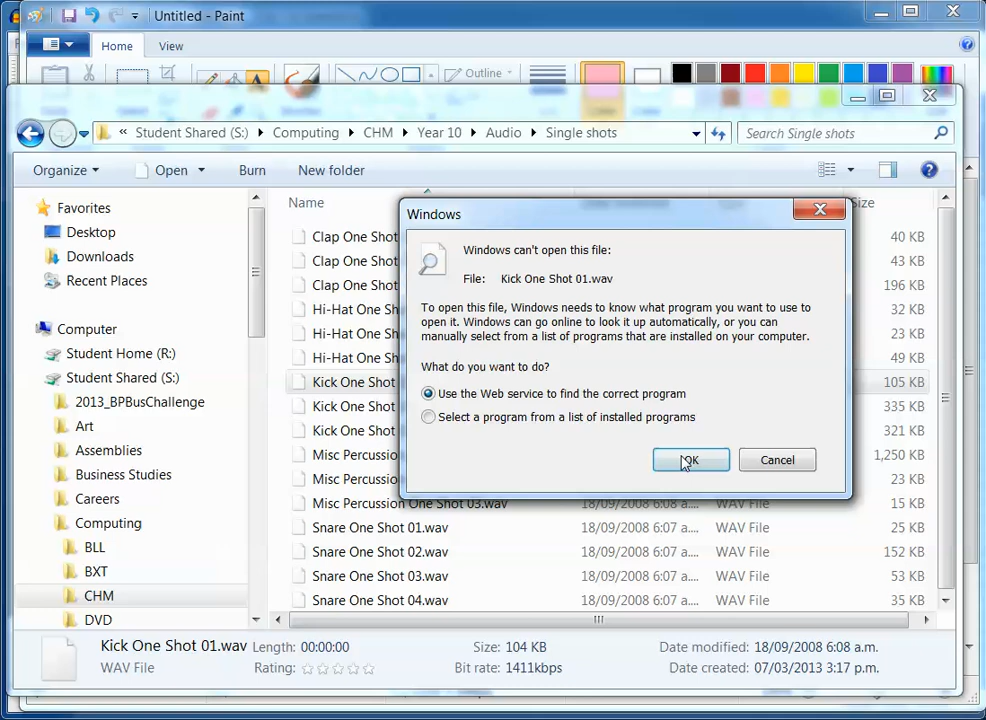 Untitled - Paint
Home
View
Outline
« Student Shared (S:) Computing CHM Year 10 Audio Single shots
Search Single shots
Organize
Open
Burn
New folder
Favorites
Desktop
Downloads
Recent Places
Computer
Student Home (R:)
Student Shared (S:)
2013_BPBusChallenge
Art
Assemblies
Business Studies
Careers
Computing
BLL
BXT
CHM
DVD
Name
Size
Clap One Shot 40 KB
Clap One Shot 43 KB
Clap One Shot 196 KB
Hi-Hat One Sh 32 KB
Hi-Hat One Sh 23 KB
Hi-Hat One Sh 49 KB
Kick One Shot 105 KB
Kick One Shot 335 KB
Kick One Shot 321 KB
Misc Percussion 1,250 KB
Misc Percussion 23 KB
Misc Percussion One Shot 03.wav 18/09/2008 6:07 a.... WAV File 15 KB
Snare One Shot 01.wav 18/09/2008 6:07 a.... WAV File 25 KB
Snare One Shot 02.wav 18/09/2008 6:07 a.... WAV File 152 KB
Snare One Shot 03.wav 18/09/2008 6:07 a.... WAV File 53 KB
Snare One Shot 04.wav 18/09/2008 6:07 a.... WAV File 35 KB
Windows
Windows can't open this file:
File: Kick One Shot 01.wav
To open this file, Windows needs to know what program you want to use to
open it. Windows can go online to look it up automatically, or you can
manually select from a list of programs that are installed on your computer.
What do you want to do?
Use the Web service to find the correct program
Select a program from a list of installed programs
OK
Cancel
Kick One Shot 01.wav Length: 00:00:00 Size: 104 KB Date modified: 18/09/2008 6:08 a.m.
WAV File Rating: Bit rate: 1411kbps Date created: 07/03/2013 3:17 p.m.